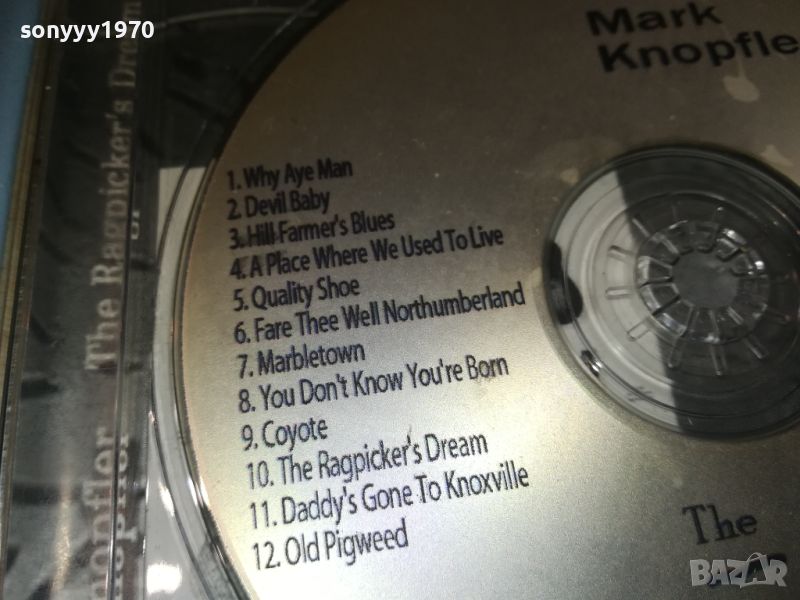 sonyyy1970
Mark
Knopfle
1. Why Aye Man
2. Devil Baby
3. Hill Farmer's Blues
4. A Place Where We Used To Live
5. Quality Shoe
6. Fare Thee Well Northumberland
7. Marbletown
8. You Don't Know You're Born
9. Coyote
10. The Ragpicker's Dream
11. Daddy's Gone To Knoxville
12. Old Pigweed
The
nopfler The Ragpicker's Dream
BAZAR